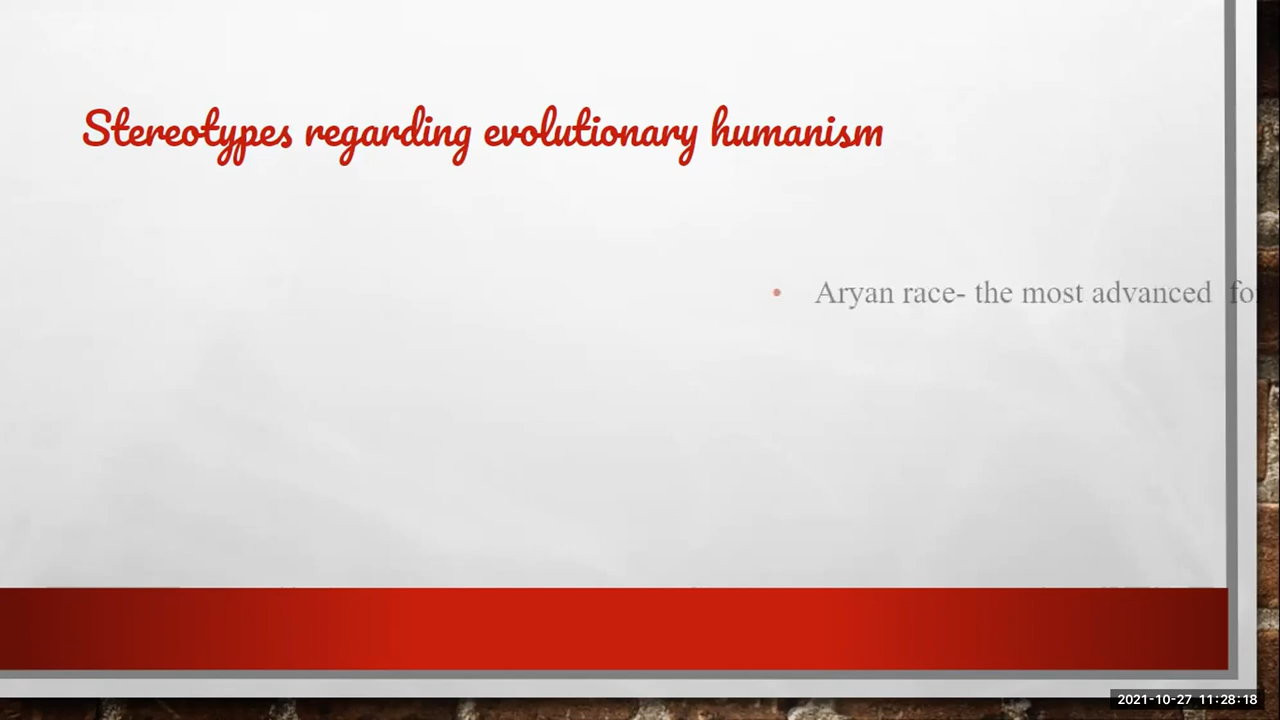 Stereotypes regarding evolutionary humanism
• Aryan race- the most advanced
2021-10-27 11:28:18